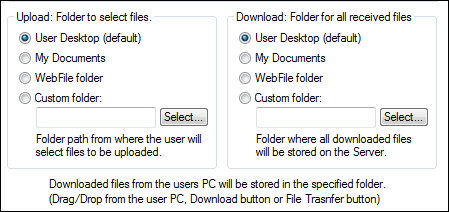 Upload: Folder to select files.
User Desktop (default)
My Documents
WebFile folder
Custom folder:
Select...
Folder path from where the user will
select files to be uploaded.
Download: Folder for all received files
User Desktop (default)
My Documents
WebFile folder
Custom folder:
Select...
Folder where all downloaded files
will be stored on the Server.
Downloaded files from the users PC will be stored in the specified folder.
(Drag/Drop from the user PC, Download button or File Trasnfer button)